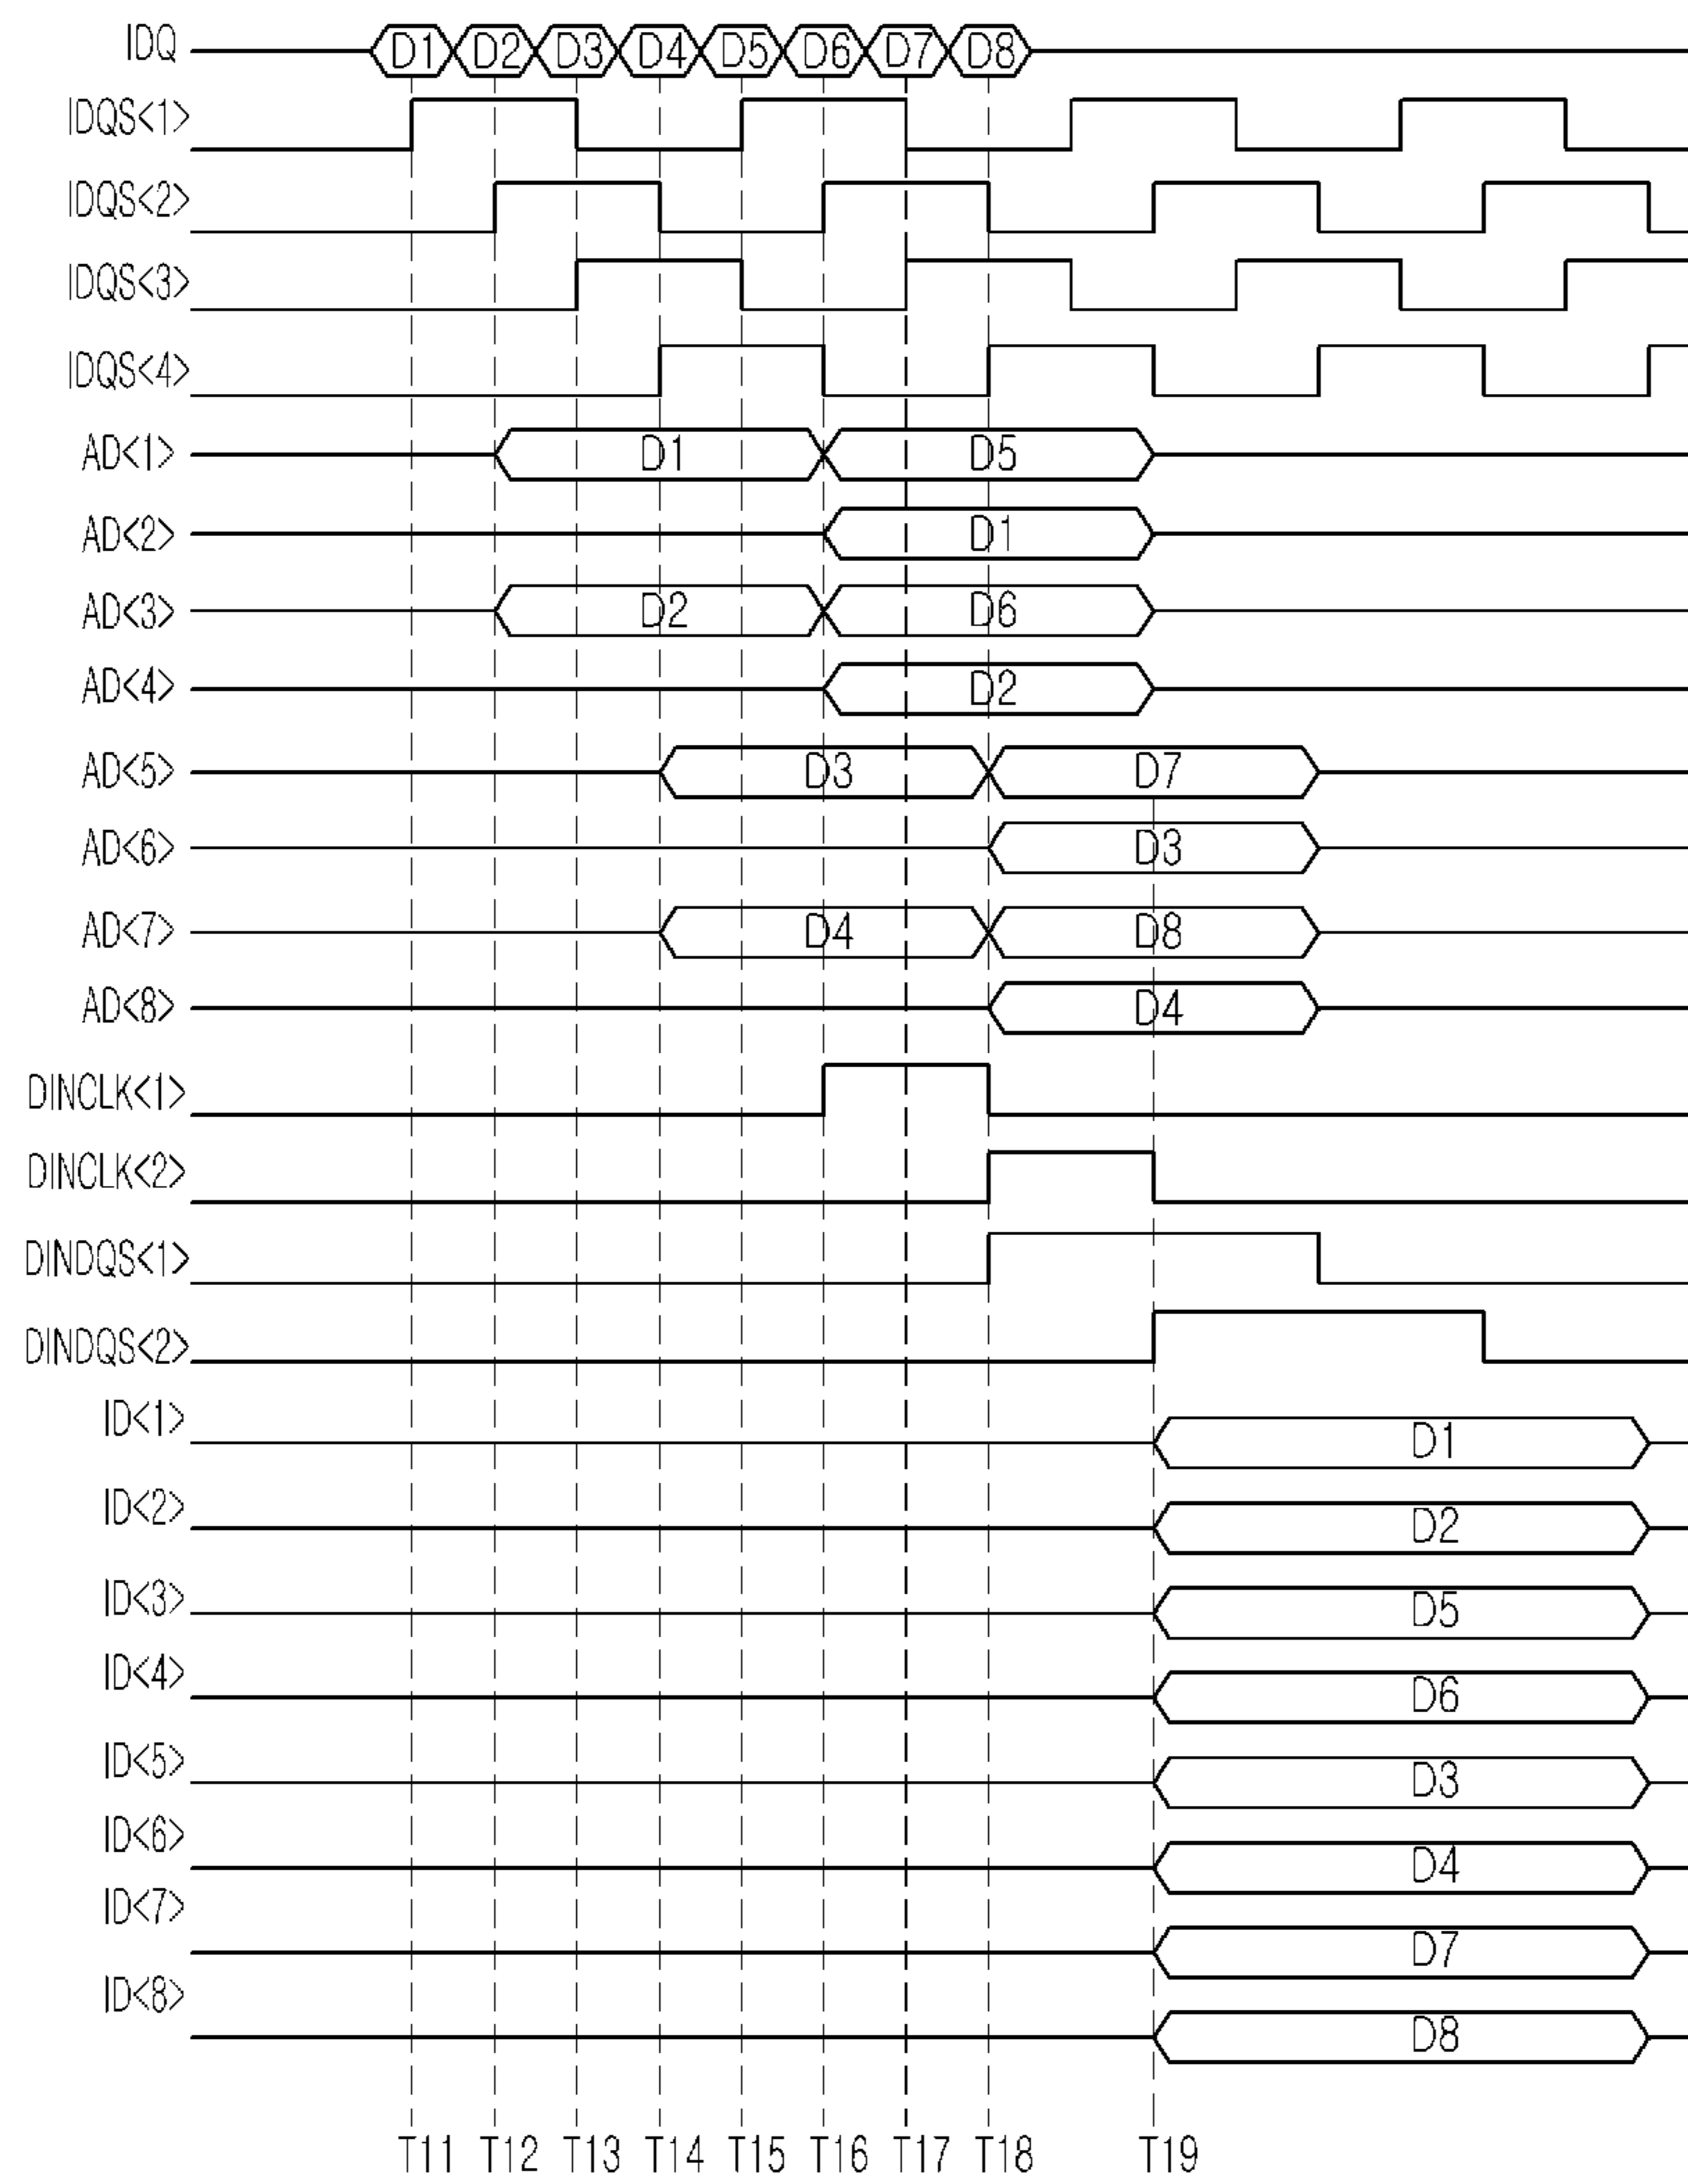 IDQ D1 D2 D3 D4 D5 D6 D7 D8
IDQS<1>
IDQS<2>
IDQS<3>
IDQS<4>
AD<1> D1 D5
AD<2> D1
AD<3> D2 D6
AD<4> D2
AD<5> D3 D7
AD<6> D3
AD<7> D4 D8
AD<8> D4
DINCLK<1>
DINCLK<2>
DINDQS<1>
DINDQS<2>
ID<1> D1
ID<2> D2
ID<3> D5
ID<4> D6
ID<5> D3
ID<6> D4
ID<7> D7
ID<8> D8
T11 T12 T13 T14 T15 T16 T17 T18 T19